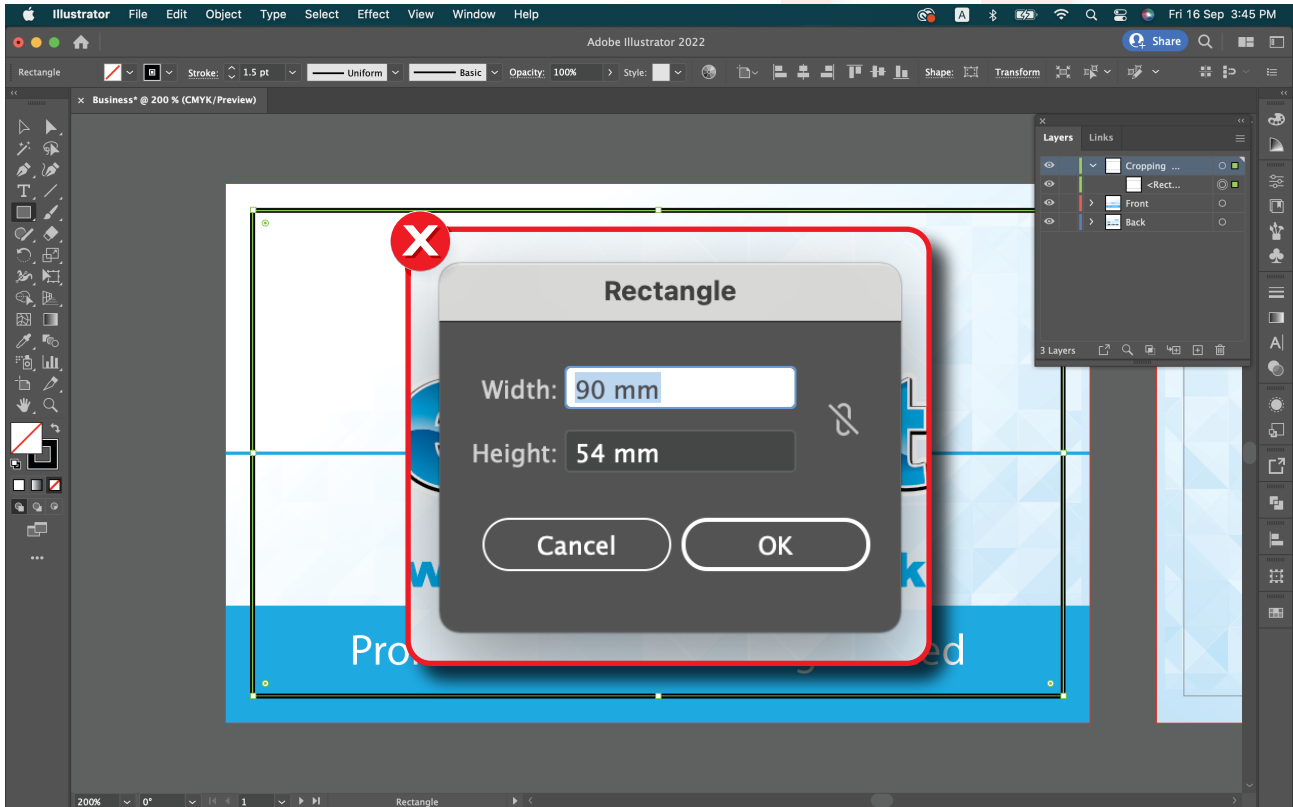 Illustrator File Edit Object Type Select Effect View Window Help A Fri 16 Sep 3:45 PM
Adobe Illustrator 2022 Share
Rectangle Stroke: 1.5 pt Uniform Basic Opacity: 100% Style: Shape: Transform
× Business* @ 200 % (CMYK/Preview)
Layers Links
Cropping ...
<Rect...
Front
Back
3 Layers
X
Rectangle
Width: 90 mm
Height: 54 mm
Cancel OK
w k
Pro ed
200% 0° 1 Rectangle